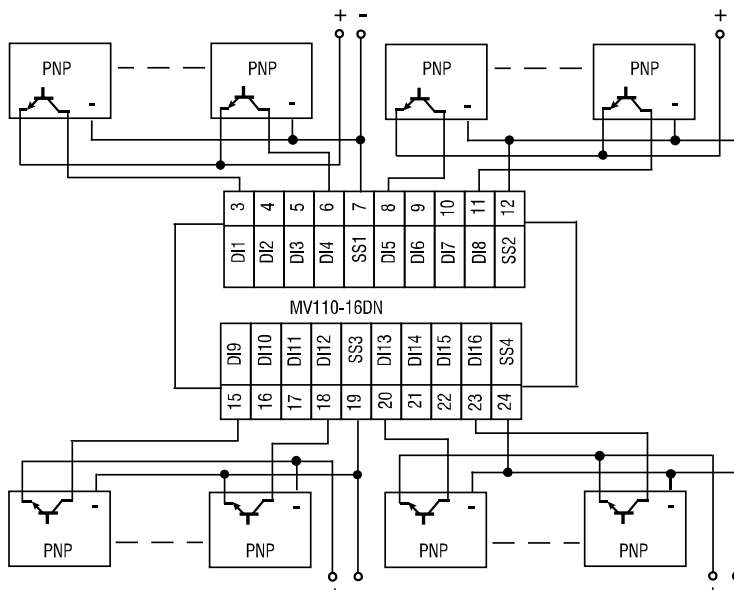 + - +
PNP PNP PNP PNP
- - - -
3 4 5 6 7 8 9 10 11 12
DI1 DI2 DI3 DI4 SS1 DI5 DI6 DI7 DI8 SS2
MV110-16DN
DI9 DI10 DI11 DI12 SS3 DI13 DI14 DI15 DI16 SS4
15 16 17 18 19 20 21 22 23 24
- - - -
PNP PNP PNP PNP